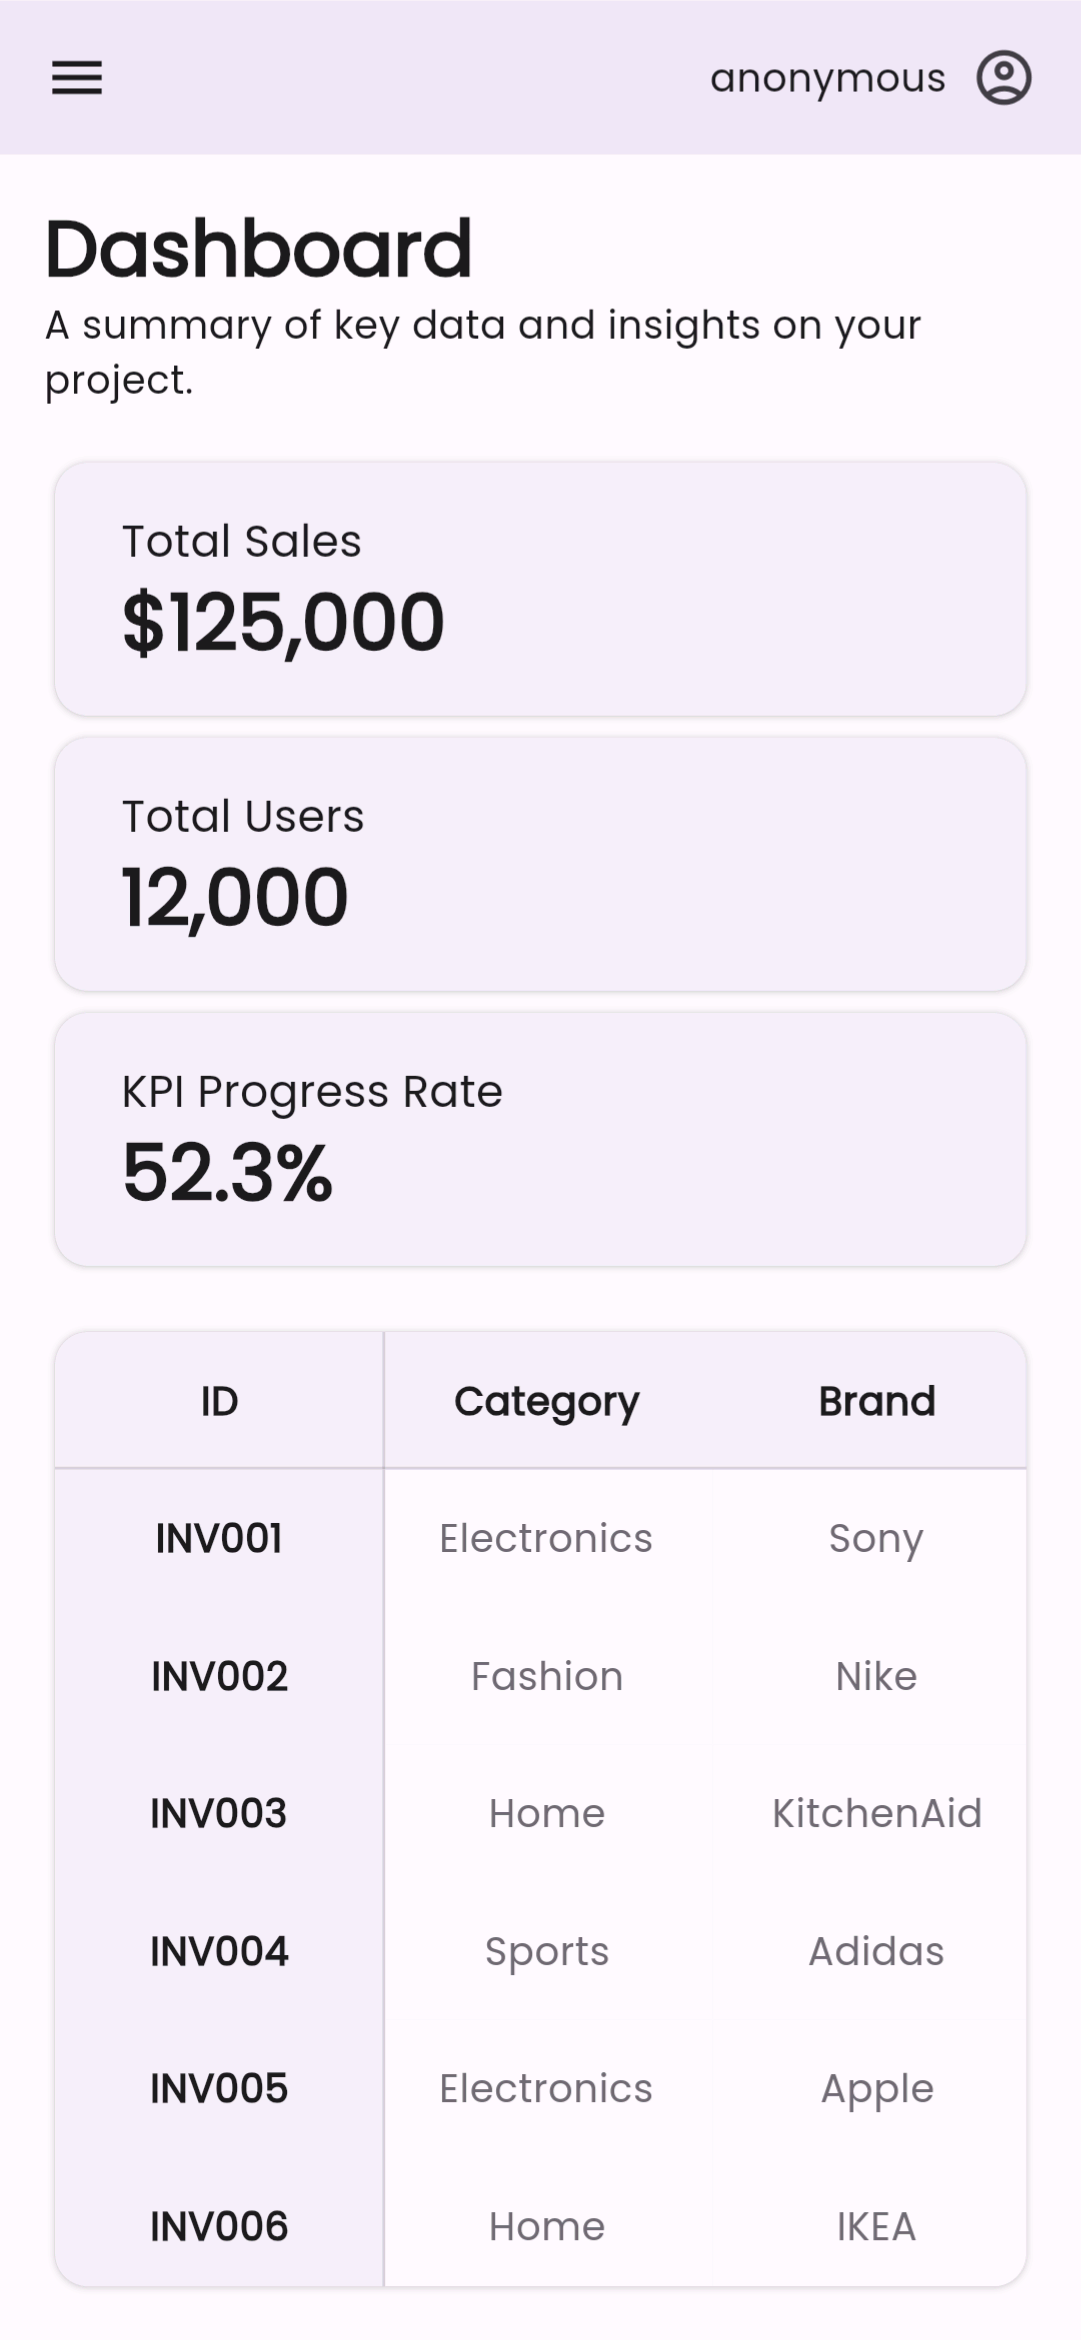 anonymous
Dashboard
A summary of key data and insights on your
project.
Total Sales
$125,000
Total Users
12,000
KPI Progress Rate
52.3%
ID Category Brand
INV001 Electronics Sony
INV002 Fashion Nike
INV003 Home KitchenAid
INV004 Sports Adidas
INV005 Electronics Apple
INV006 Home IKEA